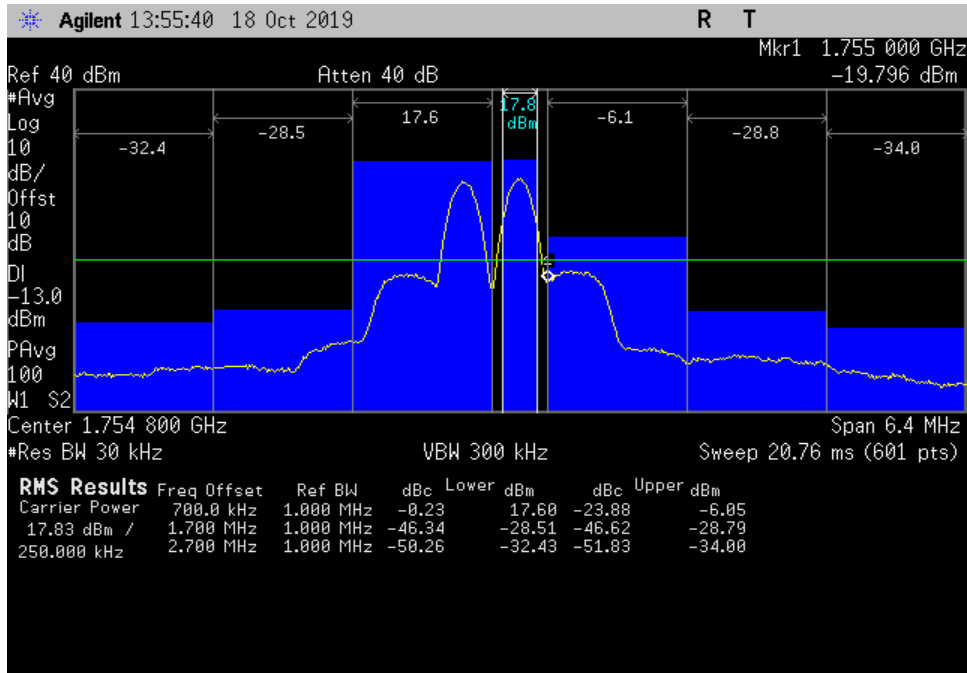 Agilent 13:55:40 18 Oct 2019 R T
Mkr1 1.755 000 GHz
Ref 40 dBm Atten 40 dB -19.796 dBm
#Avg
Log
10
dB/
Offst
10
dB
DI
-13.0
dBm
PAvg
100
W1 S2
-32.4 -28.5 17.6 17.8 dBm -6.1 -28.8 -34.0
Center 1.754 800 GHz Span 6.4 MHz
#Res BW 30 kHz VBW 300 kHz Sweep 20.76 ms (601 pts)
RMS Results Freq Offset Ref BW dBc Lower dBm dBc Upper dBm
Carrier Power 700.0 kHz 1.000 MHz -0.23 17.60 -23.88 -6.05
17.83 dBm / 1.700 MHz 1.000 MHz -46.34 -28.51 -46.62 -28.79
250.000 kHz 2.700 MHz 1.000 MHz -50.26 -32.43 -51.83 -34.00